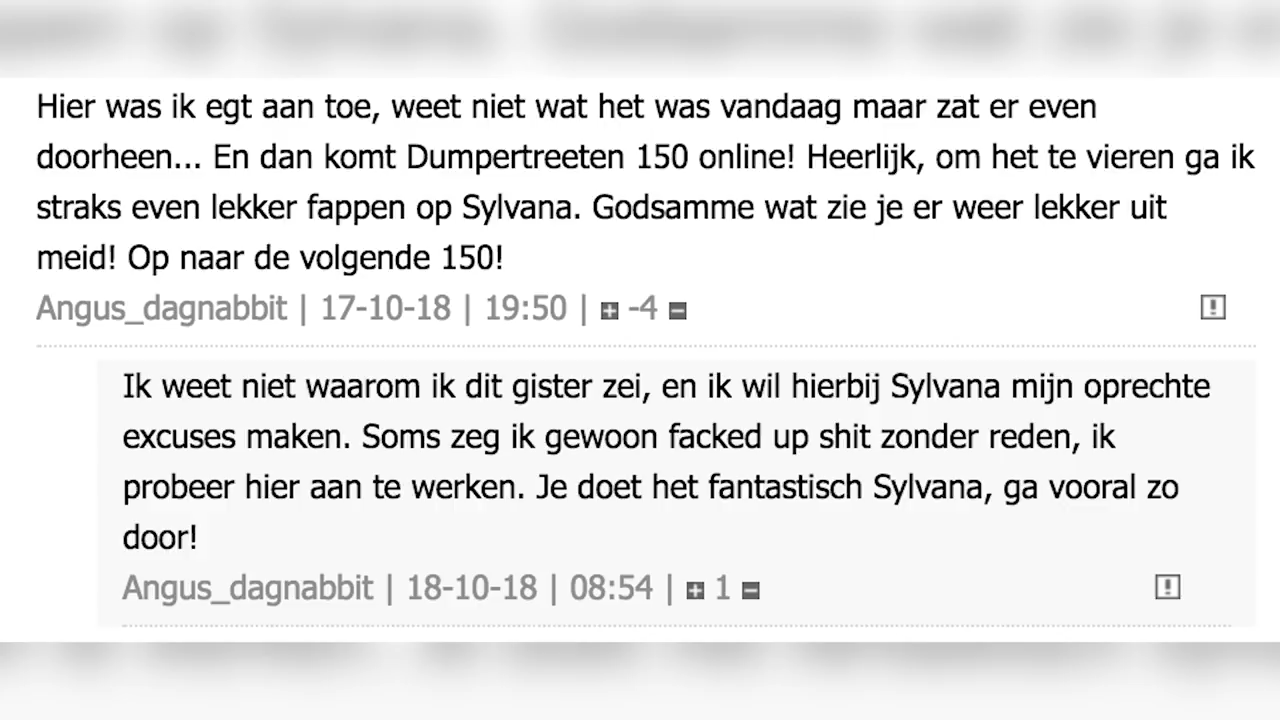 Hier was ik egt aan toe, weet niet wat het was vandaag maar zat er even
doorheen... En dan komt Dumpertreeten 150 online! Heerlijk, om het te vieren ga ik
straks even lekker fappen op Sylvana. Godsamme wat zie je er weer lekker uit
meid! Op naar de volgende 150!
Angus_dagnabbit | 17-10-18 | 19:50 | + -4 −
Ik weet niet waarom ik dit gister zei, en ik wil hierbij Sylvana mijn oprechte
excuses maken. Soms zeg ik gewoon facked up shit zonder reden, ik
probeer hier aan te werken. Je doet het fantastisch Sylvana, ga vooral zo
door!
Angus_dagnabbit | 18-10-18 | 08:54 | + 1 −